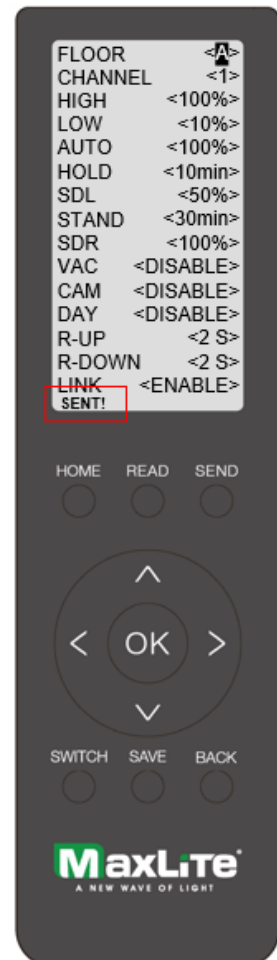 FLOOR <A>
CHANNEL <1>
HIGH <100%>
LOW <10%>
AUTO <100%>
HOLD <10min>
SDL <50%>
STAND <30min>
SDR <100%>
VAC <DISABLE>
CAM <DISABLE>
DAY <DISABLE>
R-UP <2 S>
R-DOWN <2 S>
LINK <ENABLE>
SENT!
HOME READ SEND
< OK >
SWITCH SAVE BACK
MaxLiTe
A NEW WAVE OF LIGHT